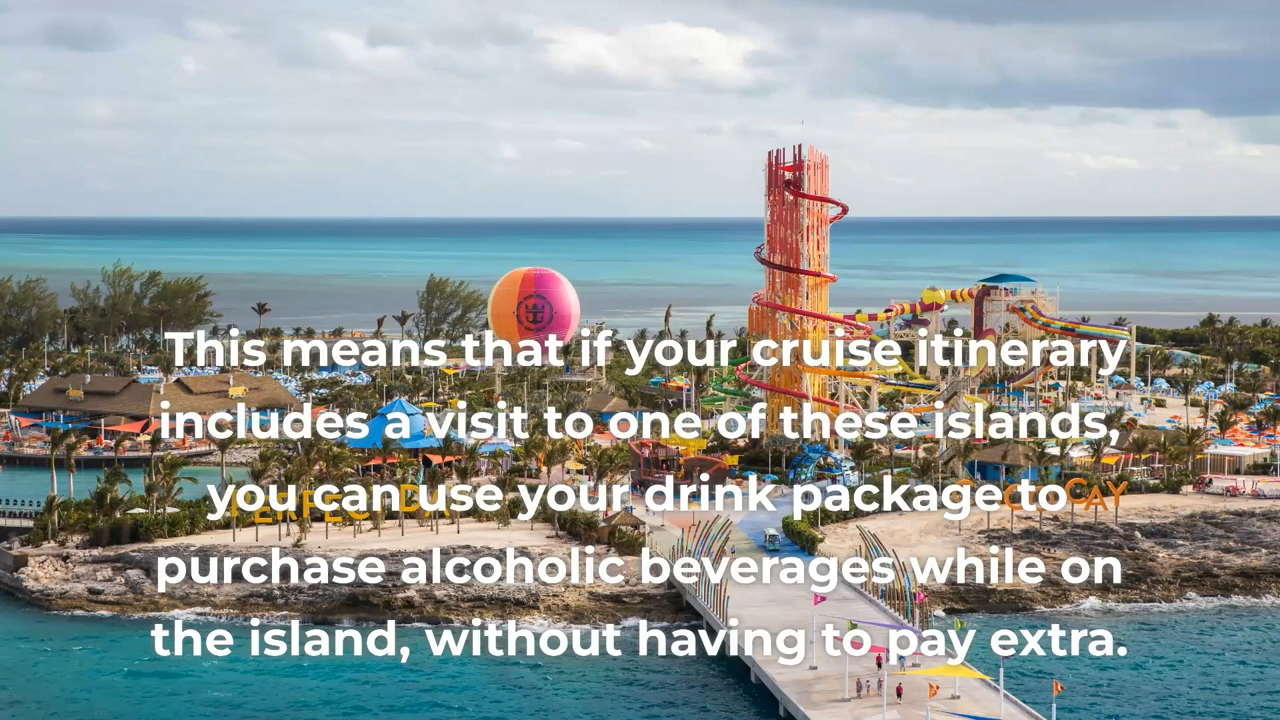 This means that if your cruise itinerary
includes a visit to one of these islands,
you can use your drink package to
purchase alcoholic beverages while on
the island, without having to pay extra.
CAY